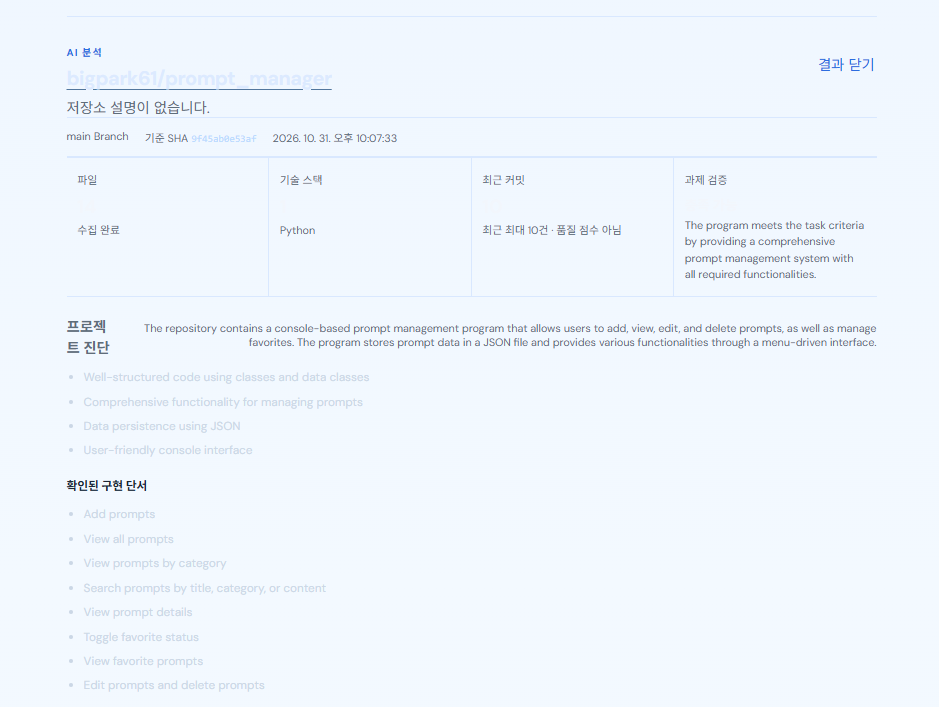 AI 분석
bigpark61/prompt_manager
결과 닫기
저장소 설명이 없습니다.
main Branch 기준 SHA 9f45ab0e53af 2026. 10. 31. 오후 10:07:33
파일 기술 스택 최근 커밋 과제 검증
수집 완료 Python 최근 최대 10건 · 품질 점수 아님
The program meets the task criteria
by providing a comprehensive
prompt management system with
all required functionalities.
프로젝
트 진단
The repository contains a console-based prompt management program that allows users to add, view, edit, and delete prompts, as well as manage
favorites. The program stores prompt data in a JSON file and provides various functionalities through a menu-driven interface.
• Well-structured code using classes and data classes
• Comprehensive functionality for managing prompts
• Data persistence using JSON
• User-friendly console interface
확인된 구현 단서
• Add prompts
• View all prompts
• View prompts by category
• Search prompts by title, category, or content
• View prompt details
• Toggle favorite status
• View favorite prompts
• Edit prompts and delete prompts